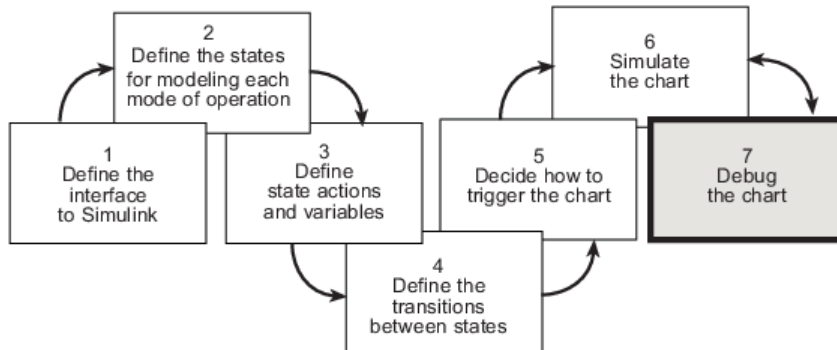 1
Define the
interface
to Simulink
2
Define the states
for modeling each
mode of operation
3
Define
state actions
and variables
4
Define the
transitions
between states
5
Decide how to
trigger the chart
6
Simulate
the chart
7
Debug
the chart